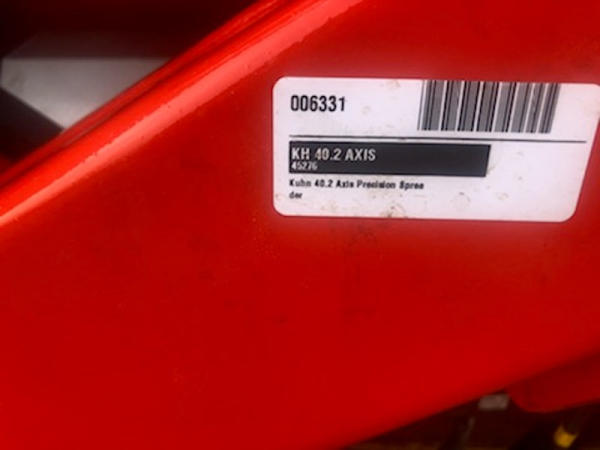 006331
KH 40.2 AXIS
45276
Kuhn 40.2 Axis Precision Sprea
der